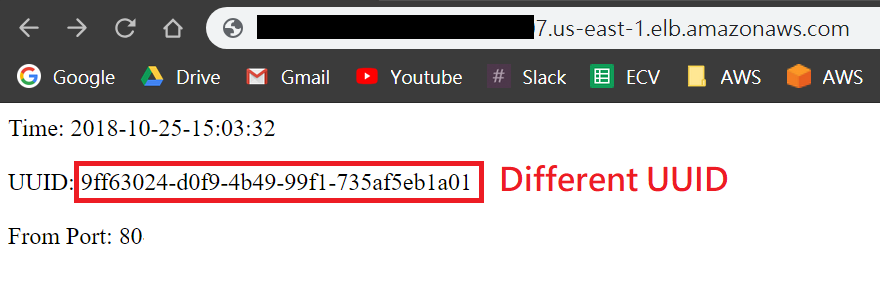 7.us-east-1.elb.amazonaws.com
Google Drive Gmail Youtube # Slack ECV AWS AWS
Time: 2018-10-25-15:03:32
UUID: 9ff63024-d0f9-4b49-99f1-735af5eb1a01 Different UUID
From Port: 80